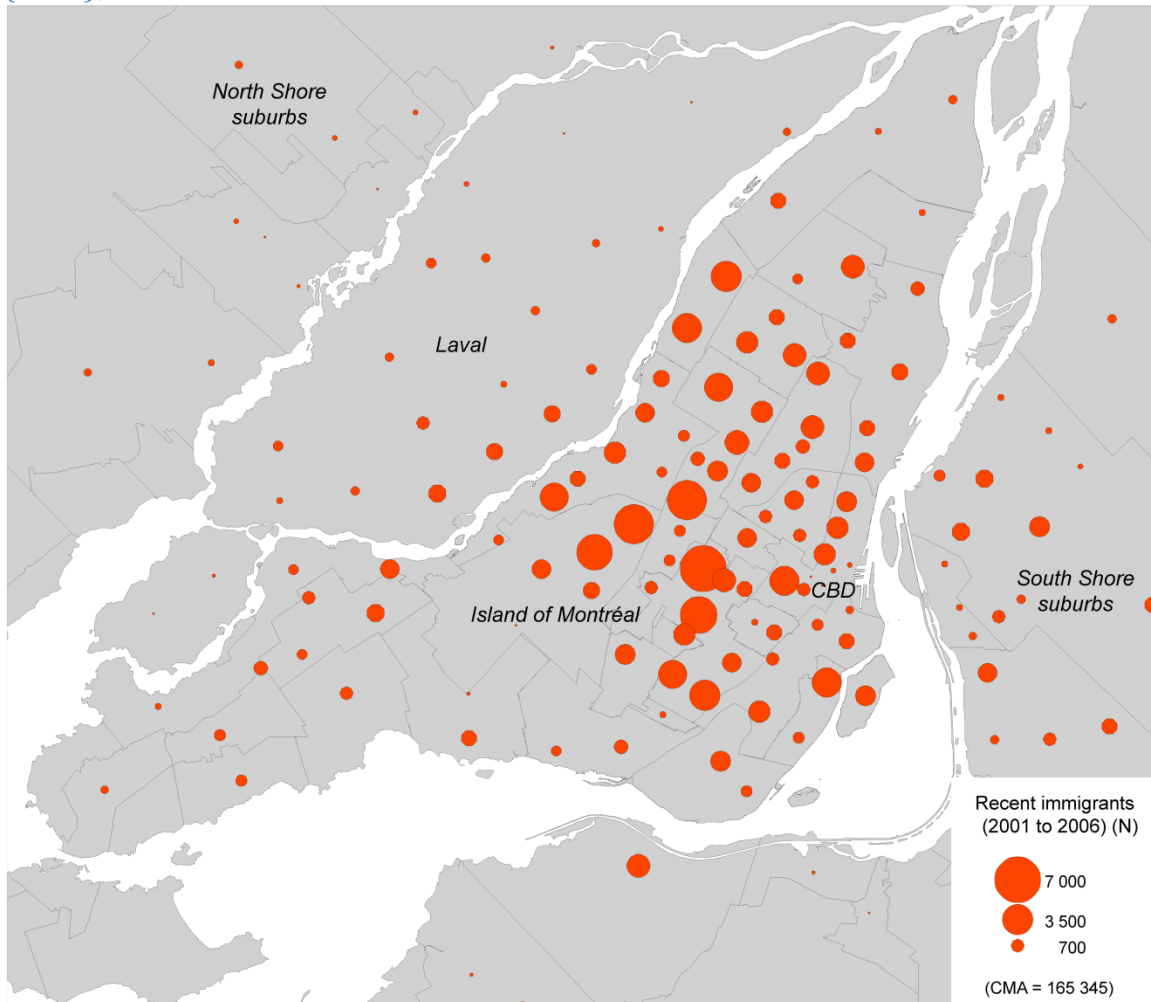 North Shore
suburbs
Laval
Island of Montréal
CBD
South Shore
suburbs
Recent immigrants
(2001 to 2006) (N)
7 000
3 500
700
(CMA = 165 345)